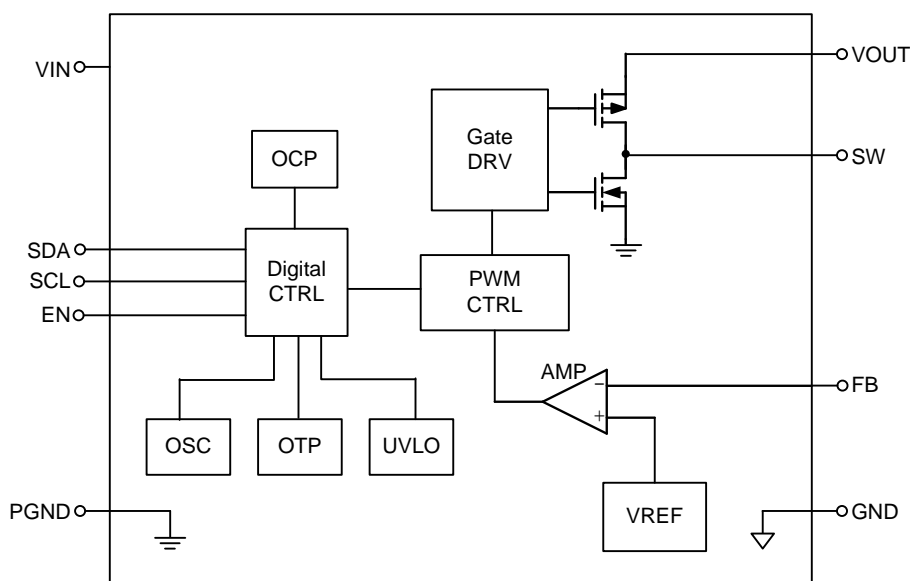 VOUT
VIN
Gate
DRV
OCP
SW
SDA
Digital
CTRL
SCL
PWM
CTRL
EN
AMP
−
FB
+
OSC
OTP
UVLO
PGND
VREF
GND